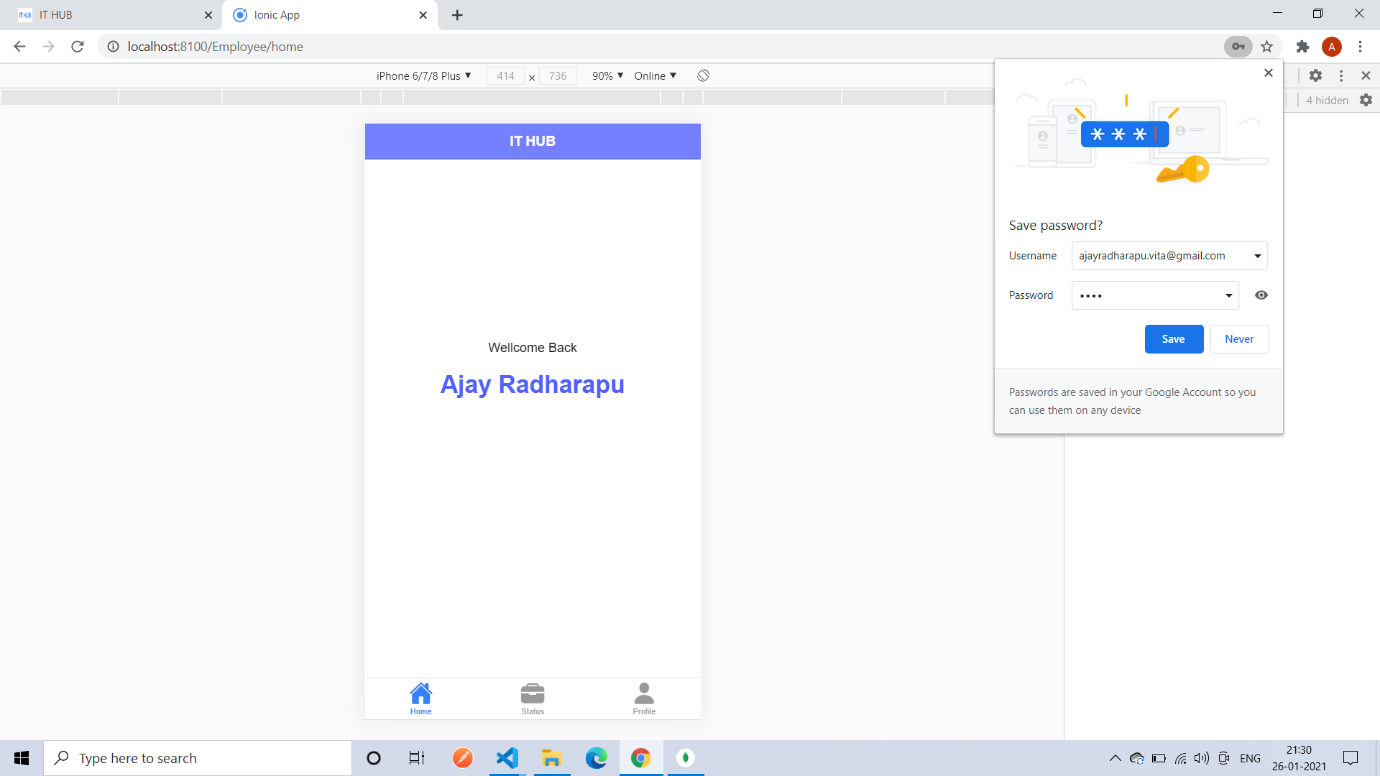 IT HUB
Ionic App
localhost:8100/Employee/home
A
iPhone 6/7/8 Plus ▼ 414 x 736 90% ▼ Online ▼
4 hidden
IT HUB
Wellcome Back
Ajay Radharapu
Home Status Profile
* * *
Save password?
Username ajayradharapu.vita@gmail.com
Password ••••
Save Never
Passwords are saved in your Google Account so you
can use them on any device
Type here to search
ENG
21:30
26-01-2021